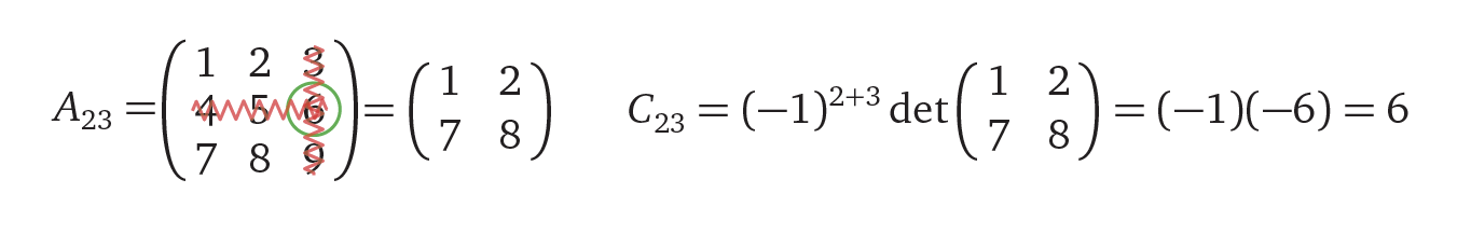 A₂₃ = ( 1 2 3 ; 4 5 6 ; 7 8 9 ) = ( 1 2 ; 7 8 )    C₂₃ = (−1)²⁺³ det ( 1 2 ; 7 8 ) = (−1)(−6) = 6